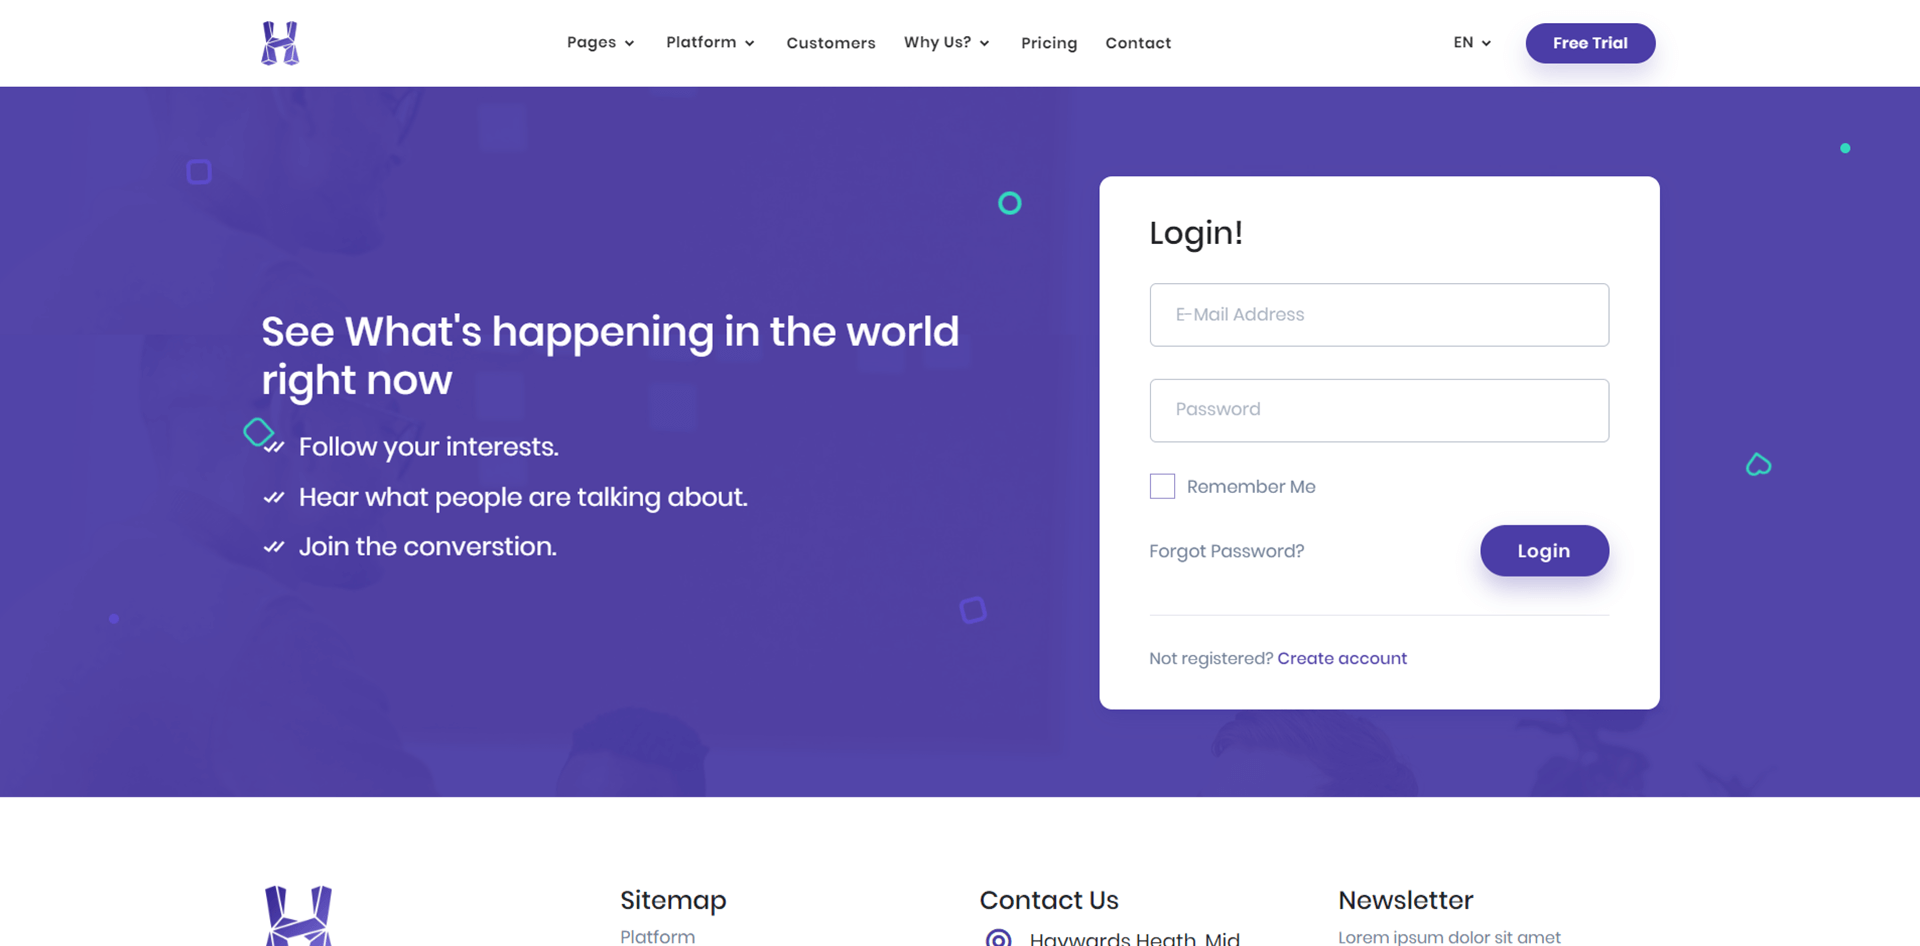 Pages
Platform
Customers
Why Us?
Pricing
Contact
EN
Free Trial
See What's happening in the world
right now
Follow your interests.
Hear what people are talking about.
Join the converstion.
Login!
E-Mail Address
Password
Remember Me
Forgot Password?
Login
Not registered? Create account
Sitemap
Platform
Contact Us
Haywards Heath, Mid
Newsletter
Lorem ipsum dolor sit amet